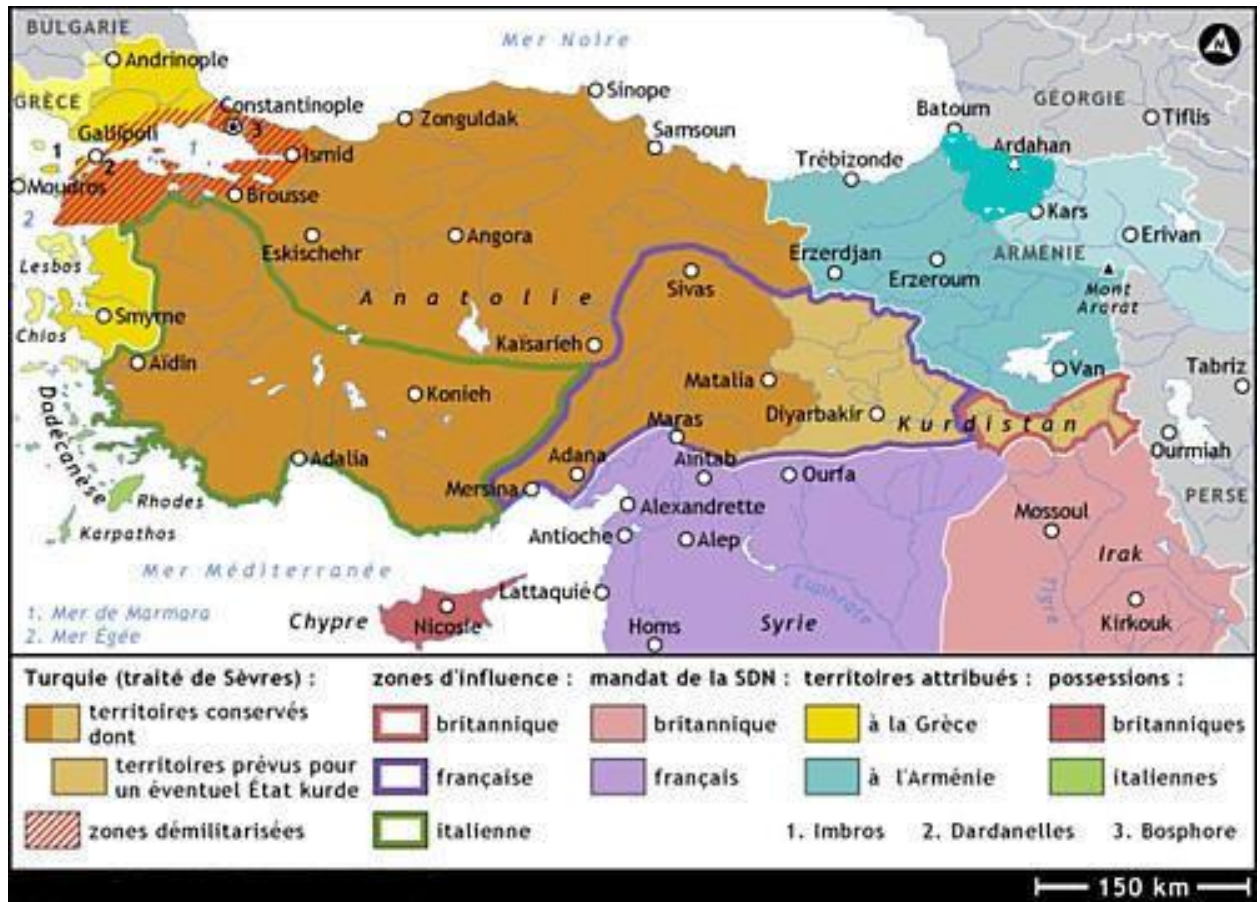 BULGARIE
Mer Noire
N
Andrinople
Sinope
GRÈCE
Constantinople
3
Zonguldak
Batoum
GÉORGIE
Tiflis
Gallipoli
1
2
1
Ismid
Samsoun
Trébizonde
Ardahan
Moudros
Brousse
Kars
2
Eskischehr
Angora
Erzerdjan
Erzeroum
ARMÉNIE
Erivan
Lesbos
Anatolie
Sivas
Mont
Ararat
Smyrne
Chios
Kaïsarieh
Aïdin
Konieh
Matalia
Van
Tabriz
Dadécanèse
Diyarbakir
Kurdistan
Maras
Ourmiah
Adalia
Adana
Aïntab
Ourfa
Rhodes
Mersina
PERSE
Karpathos
Alexandrette
Mossoul
Antioche
Alep
Irak
Mer Méditerranée
Lattaquié
Euphrate
Tigre
1. Mer de Marmara
2. Mer Égée
Chypre
Nicosie
Homs
Syrie
Kirkouk
Turquie (traité de Sèvres) :
territoires conservés
dont
territoires prévus pour
un éventuel État kurde
zones démilitarisées
zones d'influence :
britannique
française
italienne
mandat de la SDN :
britannique
français
territoires attribués :
à la Grèce
à l'Arménie
possessions :
britanniques
italiennes
1. Imbros 2. Dardanelles 3. Bosphore
150 km